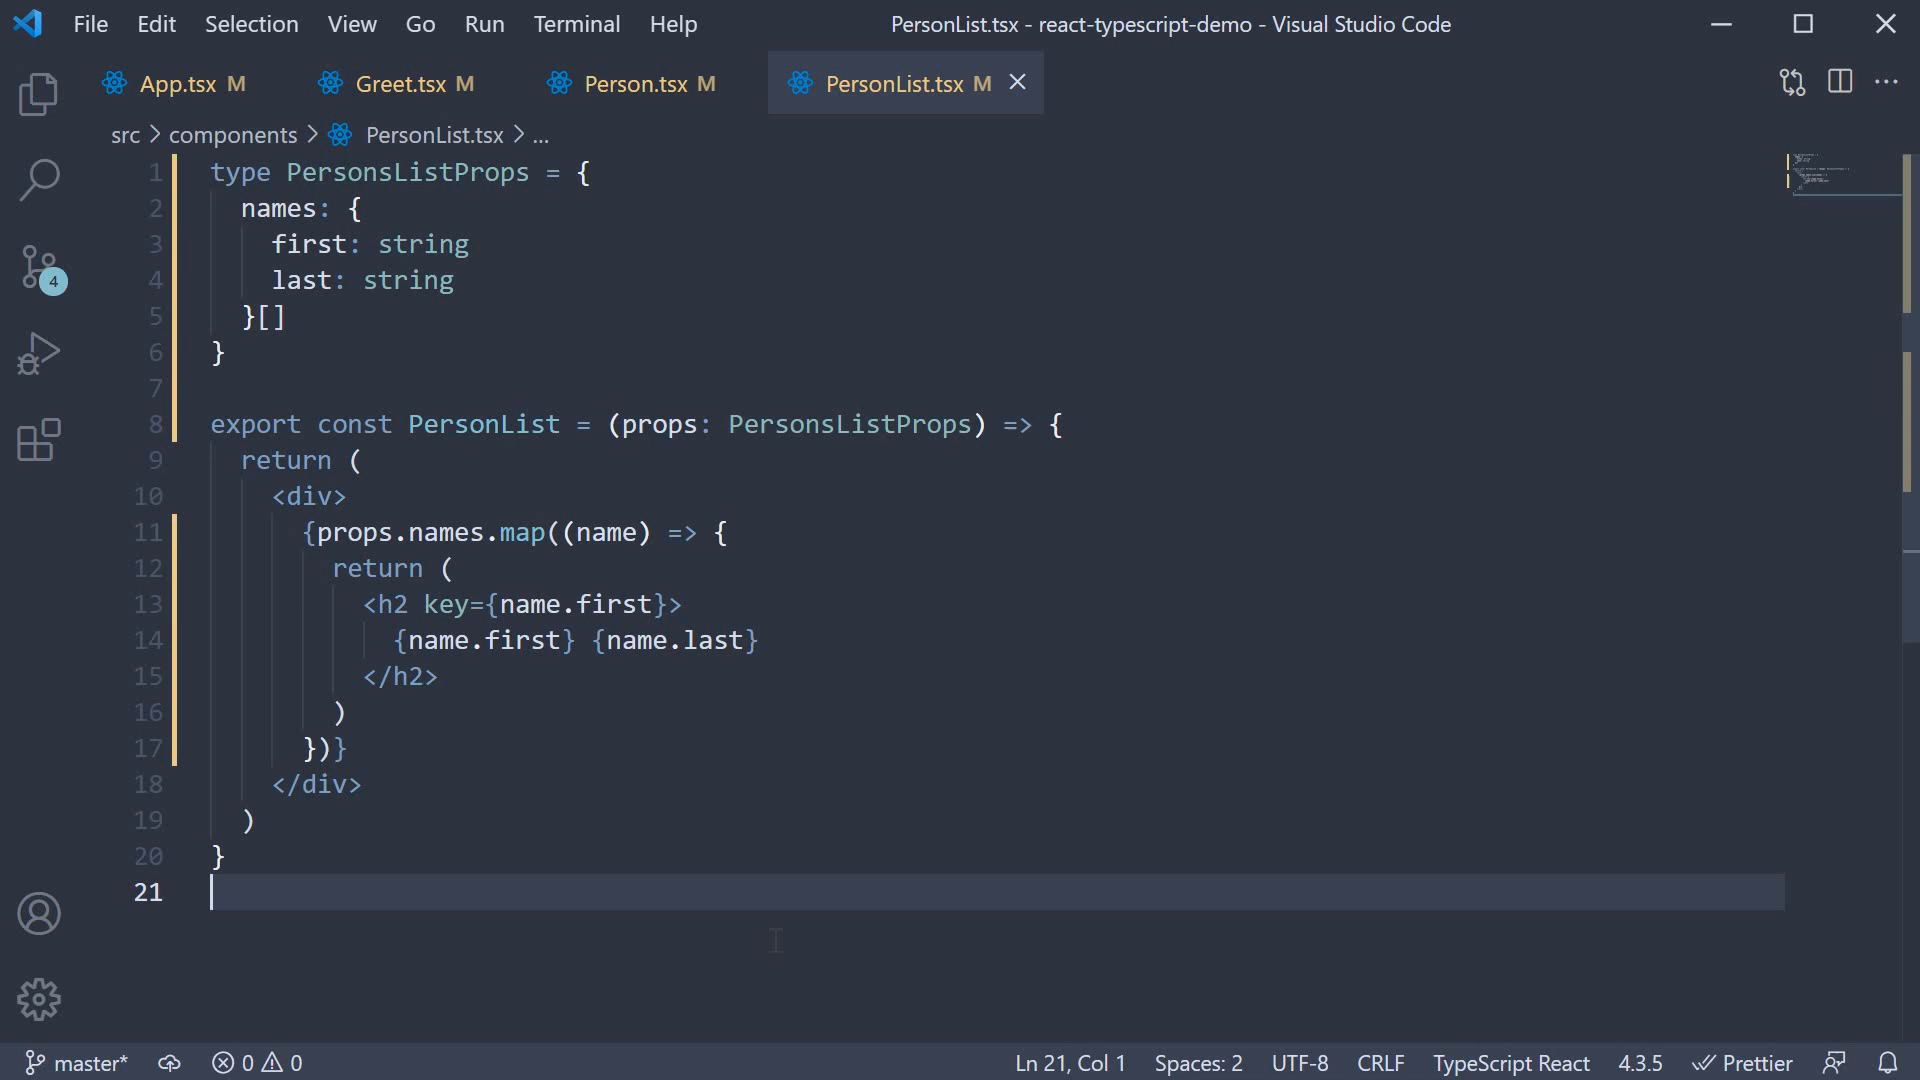 File Edit Selection View Go Run Terminal Help PersonList.tsx - react-typescript-demo - Visual Studio Code
App.tsx M Greet.tsx M Person.tsx M PersonList.tsx M
src > components > PersonList.tsx > ...
1 type PersonsListProps = {
2 names: {
3 first: string
4 last: string
5 }[]
6 }
7
8 export const PersonList = (props: PersonsListProps) => {
9 return (
10 <div>
11 {props.names.map((name) => {
12 return (
13 <h2 key={name.first}>
14 {name.first} {name.last}
15 </h2>
16 )
17 })}
18 </div>
19 )
20 }
21
4
master* 0 0 Ln 21, Col 1 Spaces: 2 UTF-8 CRLF TypeScript React 4.3.5 Prettier